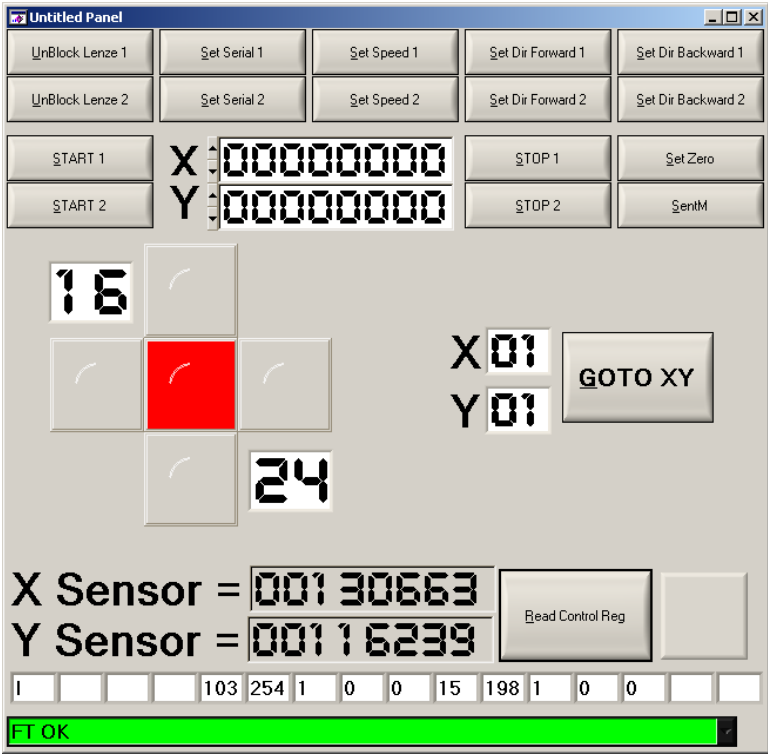 Untitled Panel
UnBlock Lenze 1 Set Serial 1 Set Speed 1 Set Dir Forward 1 Set Dir Backward 1
UnBlock Lenze 2 Set Serial 2 Set Speed 2 Set Dir Forward 2 Set Dir Backward 2
START 1 X 00000000 STOP 1 Set Zero
START 2 Y 00000000 STOP 2 SentM
16
X 01 GOTO XY
Y 01
24
X Sensor = 00130663 Read Control Reg
Y Sensor = 00116239
I 103 254 1 0 0 15 198 1 0 0
FT OK